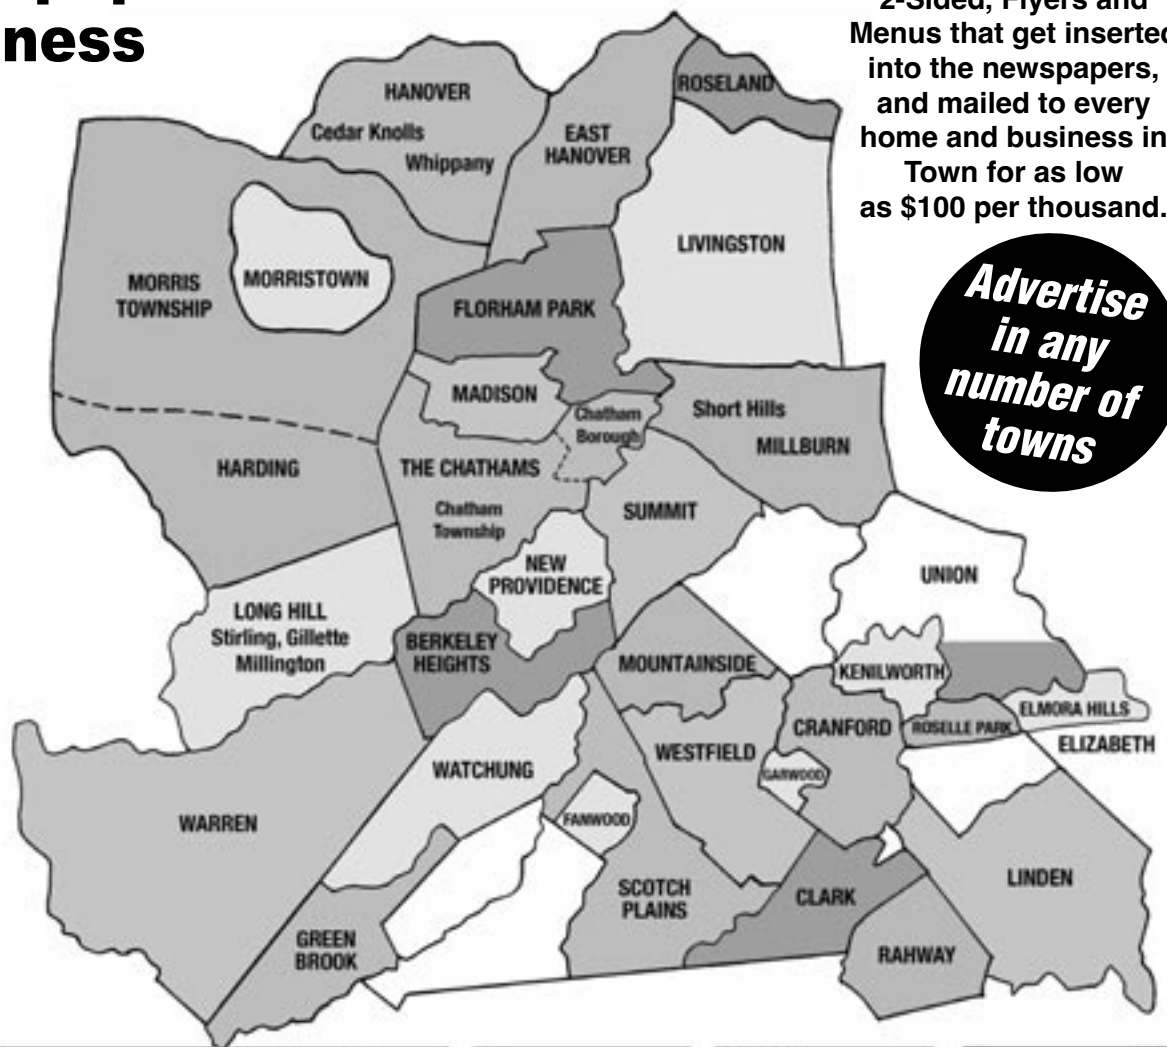 ness
2-Sided, Flyers and
Menus that get inserted
into the newspapers,
and mailed to every
home and business in
Town for as low
as $100 per thousand.
Advertise
in any
number of
towns
HANOVER
Cedar Knolls
Whippany
EAST
HANOVER
ROSELAND
LIVINGSTON
MORRIS
TOWNSHIP
MORRISTOWN
FLORHAM PARK
MADISON
Chatham
Borough
Short Hills
MILLBURN
HARDING
THE CHATHAMS
Chatham
Township
SUMMIT
NEW
PROVIDENCE
UNION
LONG HILL
Stirling, Gillette
Millington
BERKELEY
HEIGHTS
MOUNTAINSIDE
KENILWORTH
ELMORA HILLS
ROSELLE PARK
ELIZABETH
CRANFORD
WESTFIELD
GARWOOD
WATCHUNG
FANWOOD
WARREN
SCOTCH
PLAINS
CLARK
LINDEN
GREEN
BROOK
RAHWAY